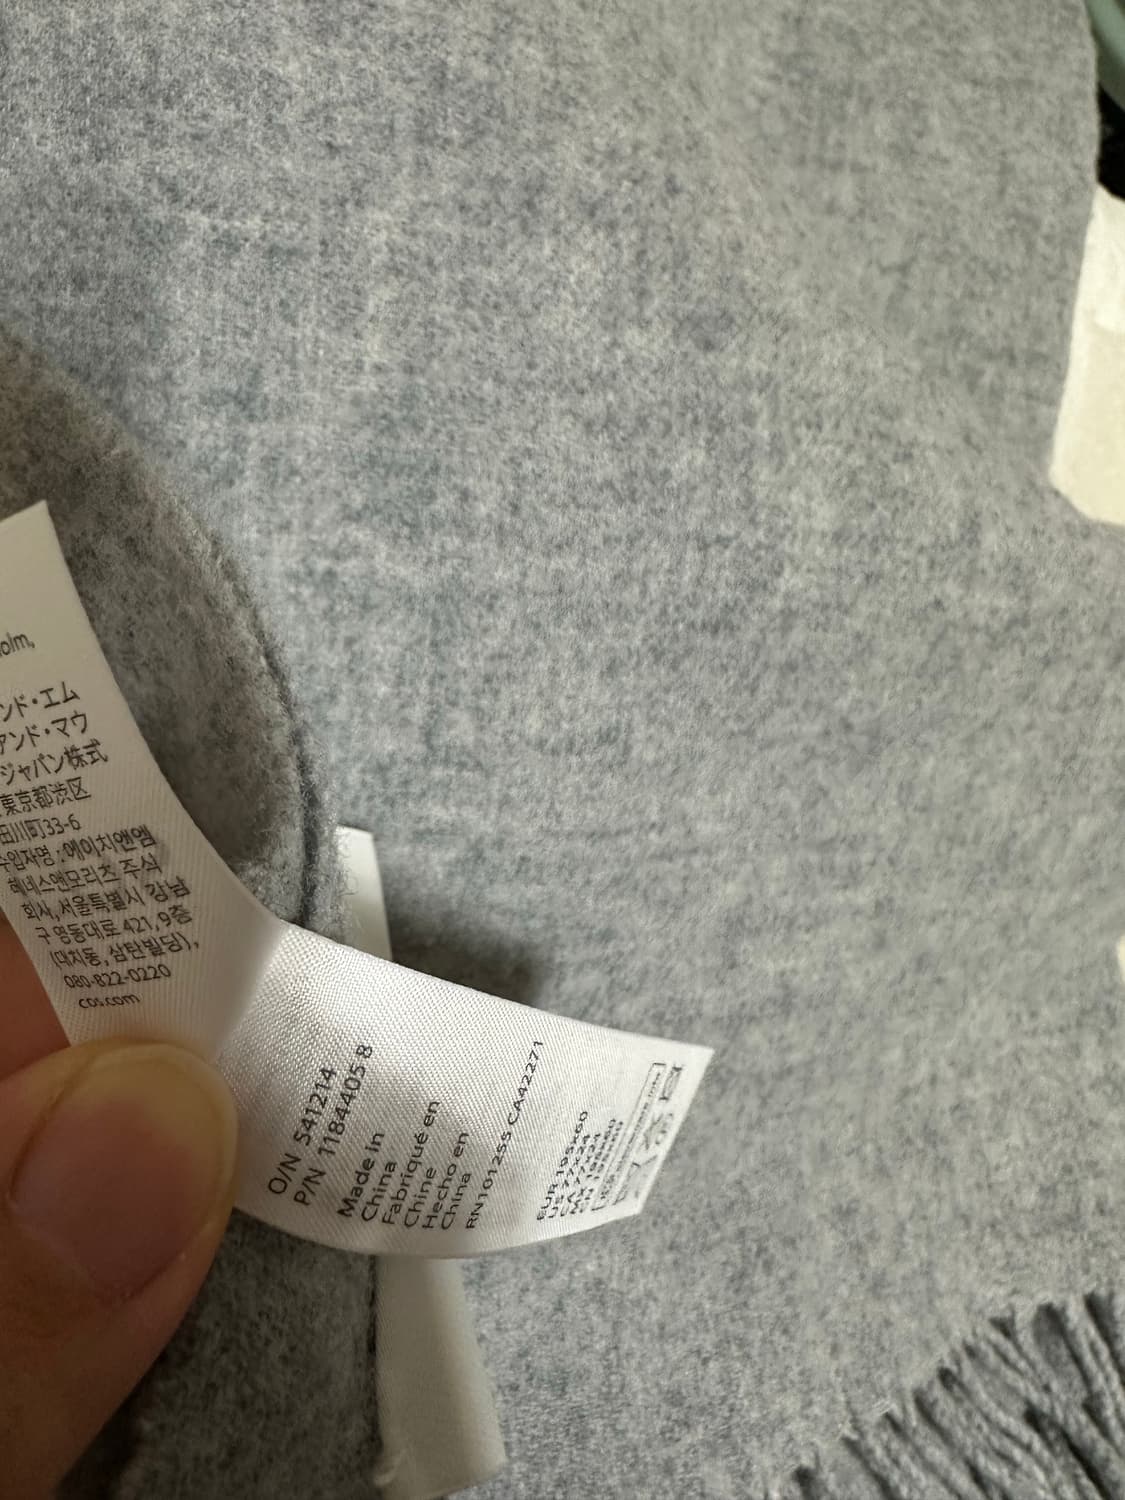 olm,
ンド・エム
アンド・マウ
ジャパン株式
東京都渋区
田川町33-6
수입자명 : 에이치앤엠
헤네스앤모리츠 주식
회사, 서울특별시 강남
구 영동대로 421, 9층
(대치동, 삼탄빌딩),
080-822-0220
cos.com
O/N 541214
P/N 1184405 8
Made in
China
Fabriqué en
Chine
Hecho en
China
RN101255 CA42271
EUR 195x60
US 77x24
CA 77x24